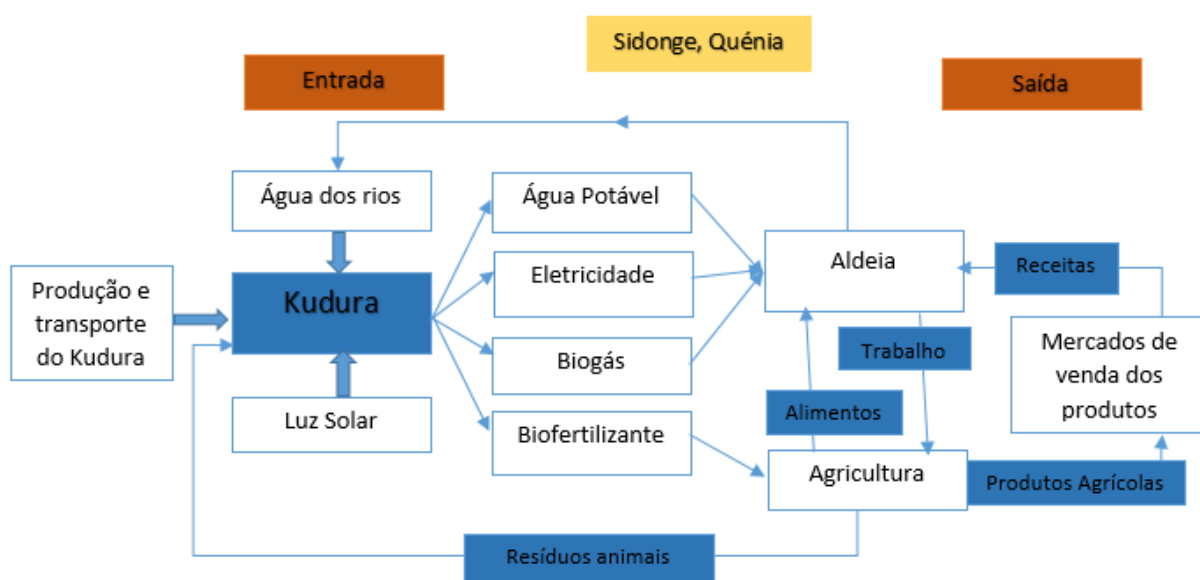 Sidonge, Quénia
Entrada
Saída
Água dos rios
Água Potável
Aldeia
Receitas
Eletricidade
Kudura
Produção e
transporte
do Kudura
Mercados de
venda dos
produtos
Trabalho
Biogás
Alimentos
Luz Solar
Biofertilizante
Agricultura
Produtos Agrícolas
Resíduos animais